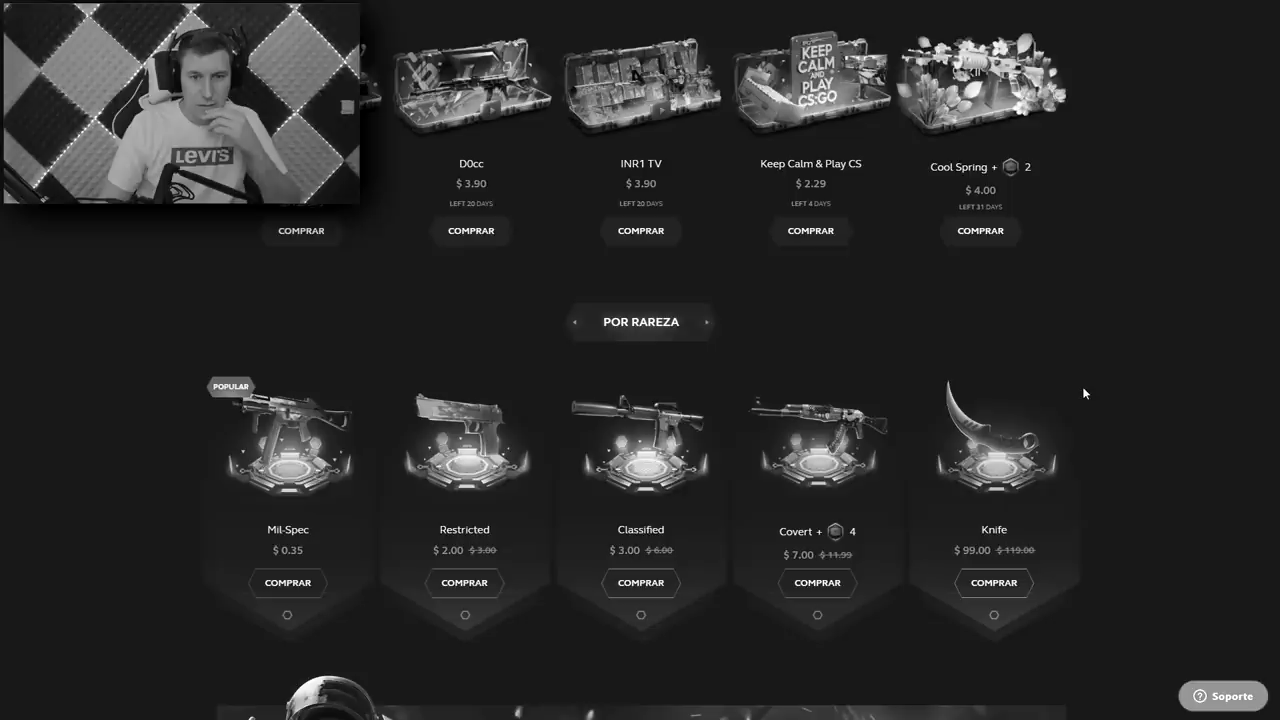 LEVI'S
KEEP
CALM
AND
PLAY
CS:GO
D0cc
INR1 TV
Keep Calm & Play CS
Cool Spring + 2
$ 3.90
$ 3.90
$ 2.29
$ 4.00
LEFT 20 DAYS
LEFT 20 DAYS
LEFT 4 DAYS
LEFT 31 DAYS
COMPRAR
COMPRAR
COMPRAR
COMPRAR
COMPRAR
POR RAREZA
POPULAR
Mil-Spec
Restricted
Classified
Covert + 4
Knife
$ 0.35
$ 2.00 $ 3.00
$ 3.00 $ 6.00
$ 7.00 $ 11.99
$ 99.00 $ 119.00
COMPRAR
COMPRAR
COMPRAR
COMPRAR
COMPRAR
Soporte